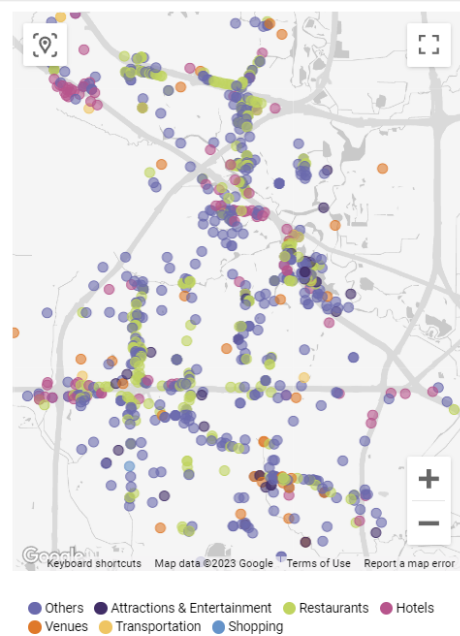 Google
Keyboard shortcuts Map data ©2023 Google Terms of Use Report a map error
Others Attractions & Entertainment Restaurants Hotels
Venues Transportation Shopping